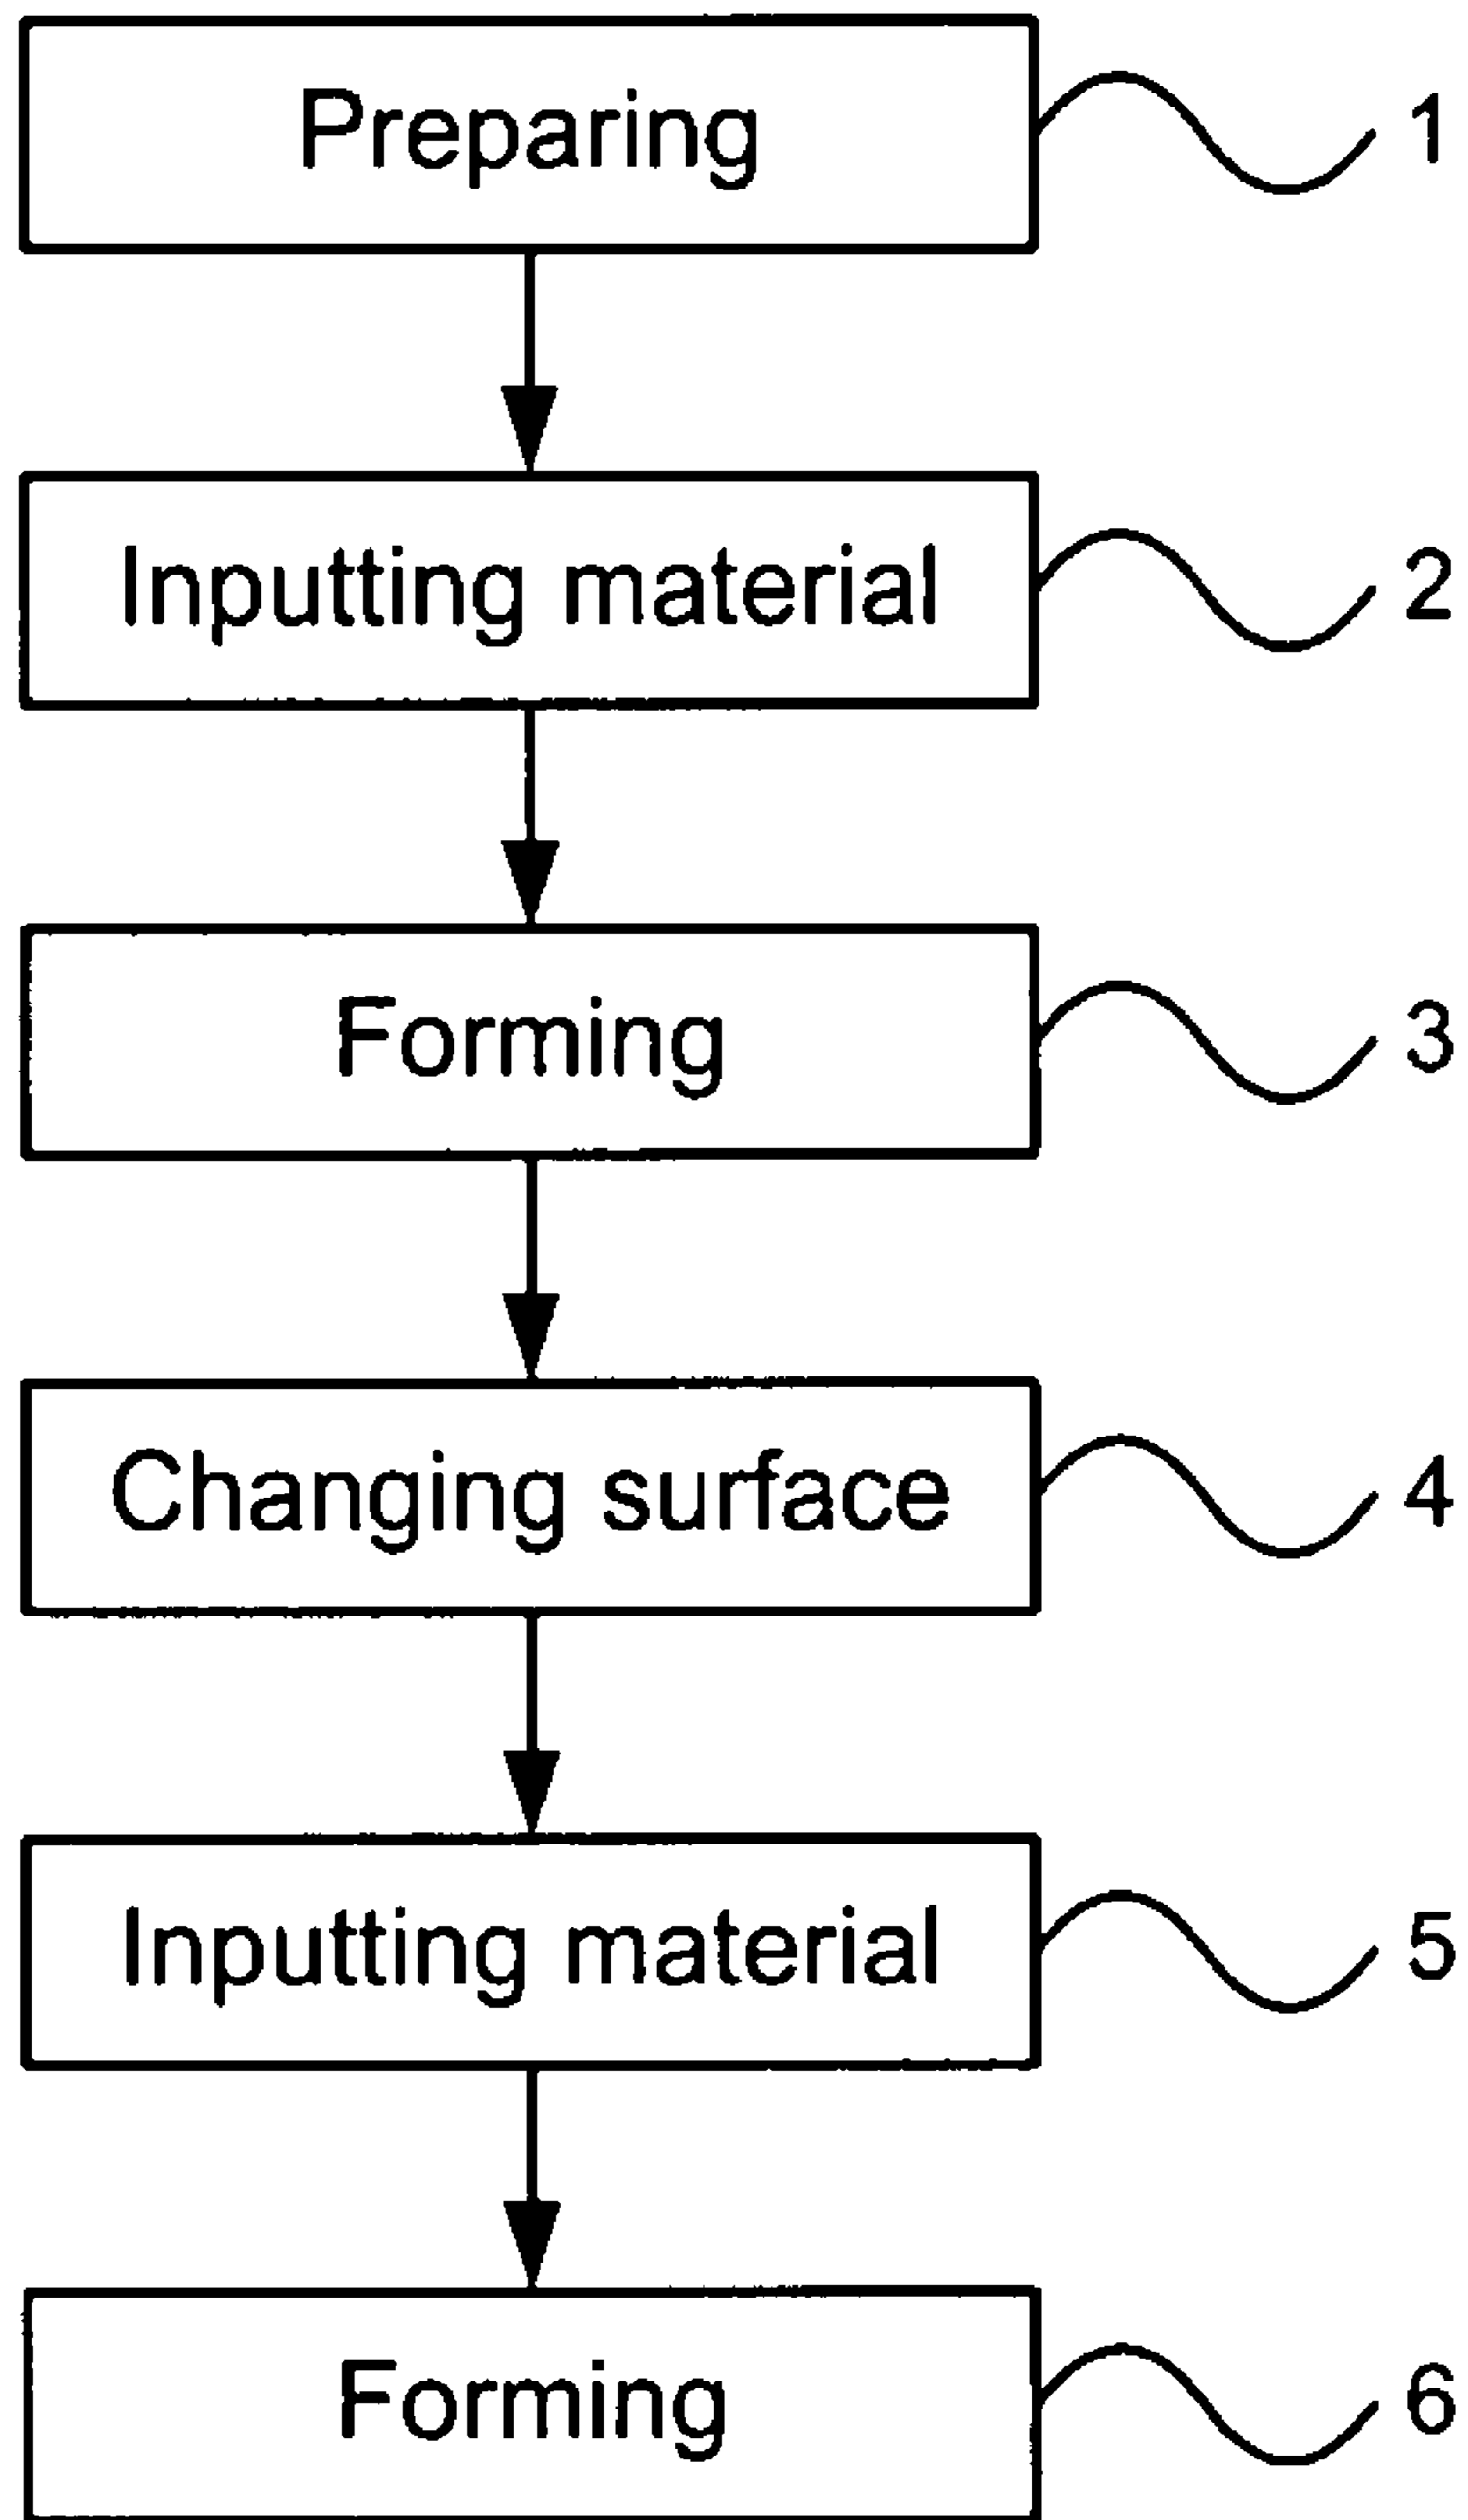 Preparing 1
Inputting material 2
Forming 3
Changing surface 4
Inputting material 5
Forming 6